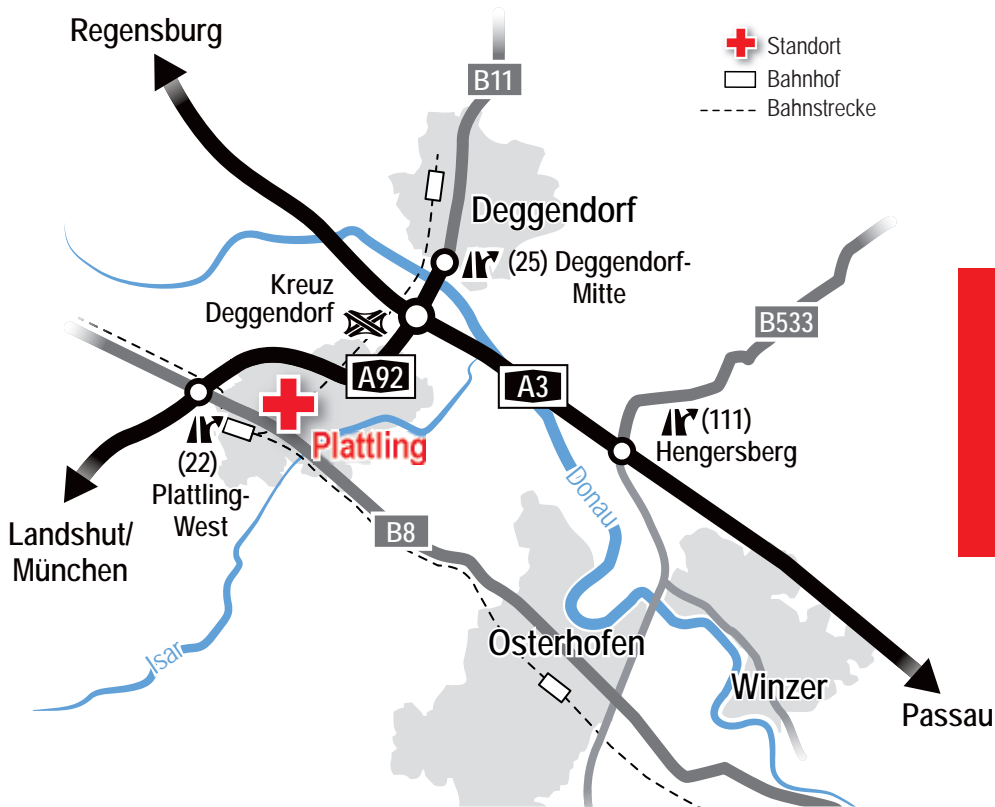 Regensburg
Standort
Bahnhof
Bahnstrecke
B11
Deggendorf
(25) Deggendorf-
Mitte
Kreuz
Deggendorf
B533
A92
A3
(111)
Hengersberg
Plattling
(22)
Plattling-
West
Donau
Landshut/
München
B8
Isar
Osterhofen
Winzer
Passau